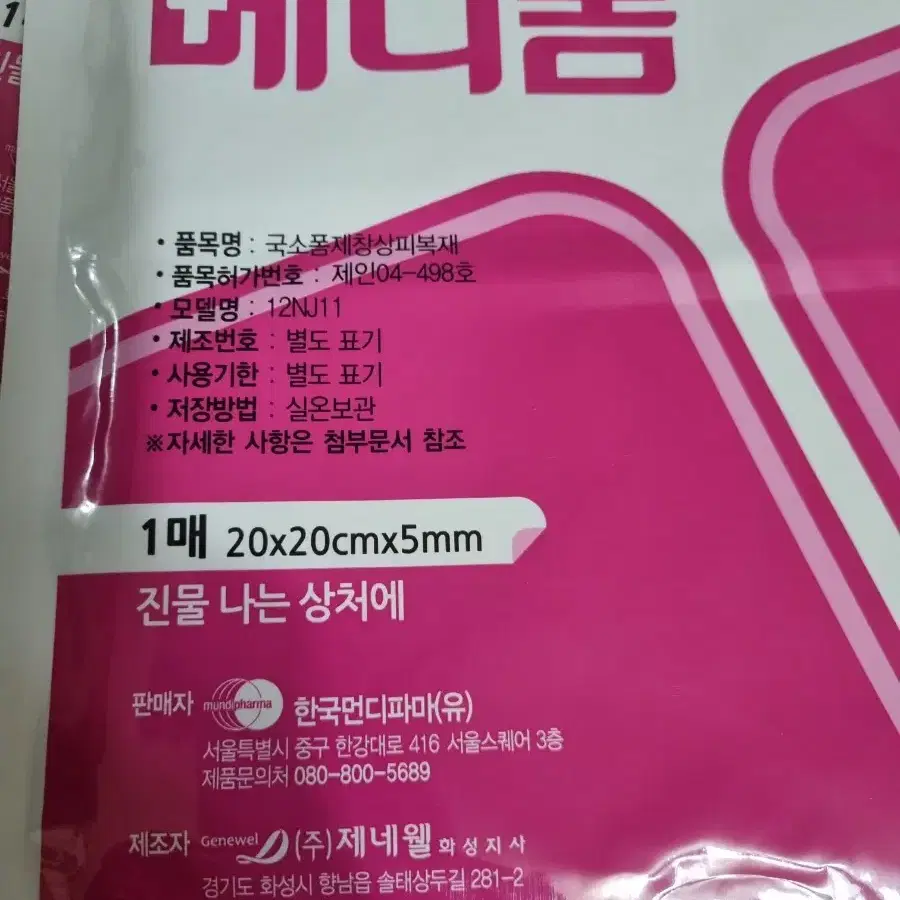 메디폼
• 품목명 : 국소폼제창상피복재
• 품목허가번호 : 제인04-498호
• 모델명 : 12NJ11
• 제조번호 : 별도 표기
• 사용기한 : 별도 표기
• 저장방법 : 실온보관
※자세한 사항은 첨부문서 참조
1매 20x20cmx5mm
진물 나는 상처에
판매자 mundipharma 한국먼디파마(유)
서울특별시 중구 한강대로 416 서울스퀘어 3층
제품문의처 080-800-5689
제조자 Genewel (주)제네웰 화성지사
경기도 화성시 향남읍 솔태상두길 281-2